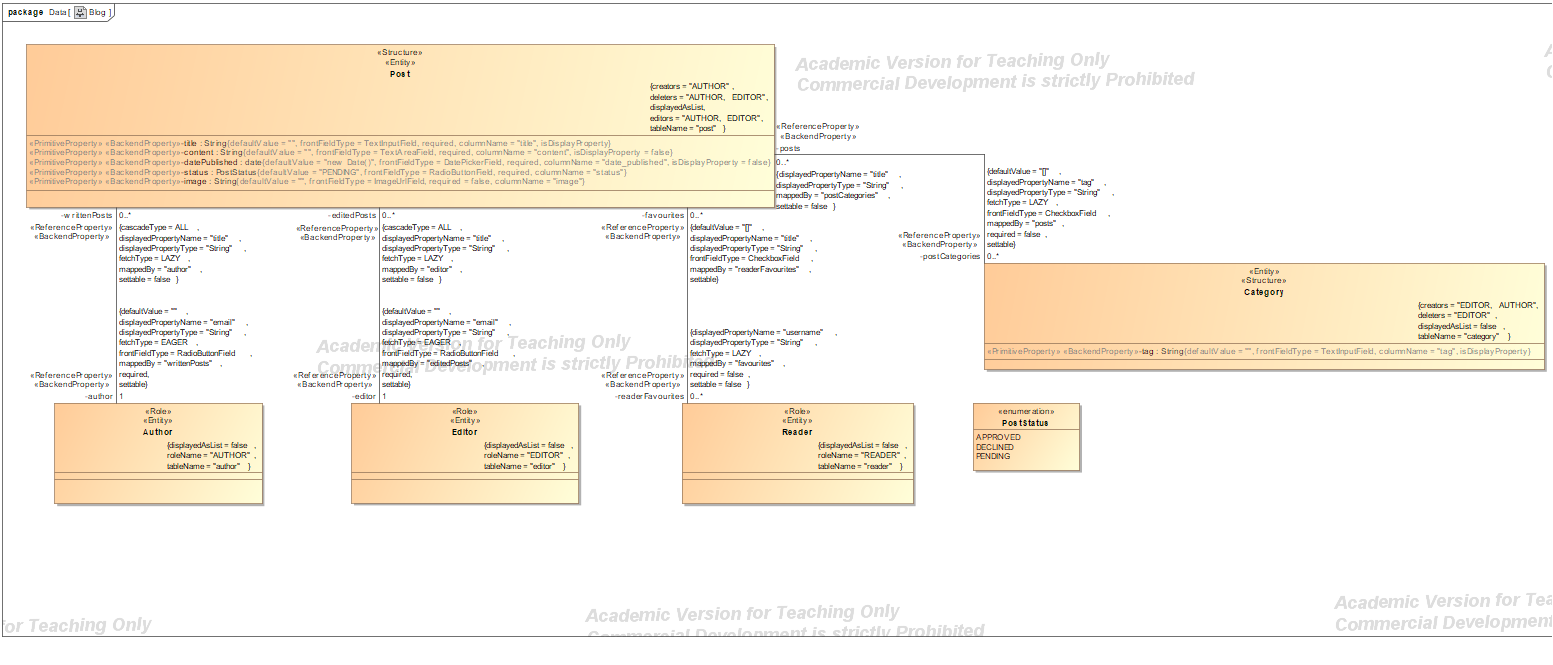 package Data [ Blog ]
«Structure»
«Entity»
Post
{creators = "AUTHOR" ,
deleters = "AUTHOR, EDITOR" ,
displayedAsList,
editors = "AUTHOR, EDITOR" ,
tableName = "post" }
«PrimitiveProperty» «BackendProperty»-title : String{defaultValue = "", frontFieldType = TextInputField, required, columnName = "title", isDisplayProperty}
«PrimitiveProperty» «BackendProperty»-content : String{defaultValue = "", frontFieldType = TextAreaField, required, columnName = "content", isDisplayProperty = false}
«PrimitiveProperty» «BackendProperty»-datePublished : date{defaultValue = "new Date()", frontFieldType = DatePickerField, required, columnName = "date_published", isDisplayProperty = false}
«PrimitiveProperty» «BackendProperty»-status : PostStatus{defaultValue = "PENDING", frontFieldType = RadioButtonField, required, columnName = "status"}
«PrimitiveProperty» «BackendProperty»-image : String{defaultValue = "", frontFieldType = ImageUrlField, required = false, columnName = "image"}
Academic Version for Teaching Only
Commercial Development is strictly Prohibited
«ReferenceProperty»
«BackendProperty»
-posts
0..*
{displayedPropertyName = "title" ,
displayedPropertyType = "String" ,
mappedBy = "postCategories" ,
settable = false }
{defaultValue = "[]" ,
displayedPropertyName = "tag" ,
displayedPropertyType = "String" ,
fetchType = LAZY ,
frontFieldType = CheckboxField ,
mappedBy = "posts" ,
required = false ,
settable}
«ReferenceProperty»
«BackendProperty»
-postCategories
0..*
-writtenPosts
0..*
«ReferenceProperty»
«BackendProperty»
{cascadeType = ALL ,
displayedPropertyName = "title" ,
displayedPropertyType = "String" ,
fetchType = LAZY ,
mappedBy = "author" ,
settable = false }
{defaultValue = "" ,
displayedPropertyName = "email" ,
displayedPropertyType = "String" ,
fetchType = EAGER ,
frontFieldType = RadioButtonField ,
mappedBy = "writtenPosts" ,
required,
settable}
«ReferenceProperty»
«BackendProperty»
-author
1
-editedPosts
0..*
«ReferenceProperty»
«BackendProperty»
{cascadeType = ALL ,
displayedPropertyName = "title" ,
displayedPropertyType = "String" ,
fetchType = LAZY ,
mappedBy = "editor" ,
settable = false }
{defaultValue = "" ,
displayedPropertyName = "email" ,
displayedPropertyType = "String" ,
fetchType = EAGER ,
frontFieldType = RadioButtonField ,
mappedBy = "editedPosts" ,
required,
settable}
«ReferenceProperty»
«BackendProperty»
-editor
1
Academic Version for Teaching Only
Commercial Development is strictly Prohibited
-favourites
0..*
«ReferenceProperty»
«BackendProperty»
{defaultValue = "[]" ,
displayedPropertyName = "title" ,
displayedPropertyType = "String" ,
frontFieldType = CheckboxField ,
mappedBy = "readerFavourites" ,
settable}
{displayedPropertyName = "username" ,
displayedPropertyType = "String" ,
fetchType = LAZY ,
mappedBy = "favourites" ,
required = false ,
settable = false }
«ReferenceProperty»
«BackendProperty»
-readerFavourites
0..*
«Entity»
«Structure»
Category
{creators = "EDITOR, AUTHOR",
deleters = "EDITOR" ,
displayedAsList = false ,
tableName = "category" }
«PrimitiveProperty» «BackendProperty»-tag : String{defaultValue = "", frontFieldType = TextInputField, columnName = "tag", isDisplayProperty}
«Role»
«Entity»
Author
{displayedAsList = false ,
roleName = "AUTHOR" ,
tableName = "author" }
«Role»
«Entity»
Editor
{displayedAsList = false ,
roleName = "EDITOR" ,
tableName = "editor" }
«Role»
«Entity»
Reader
{displayedAsList = false ,
roleName = "READER" ,
tableName = "reader" }
«enumeration»
PostStatus
APPROVED
DECLINED
PENDING
for Teaching Only
Academic Version for Teaching Only
Commercial Development is strictly Prohibited
Academic Version for Tea
Commercial Development